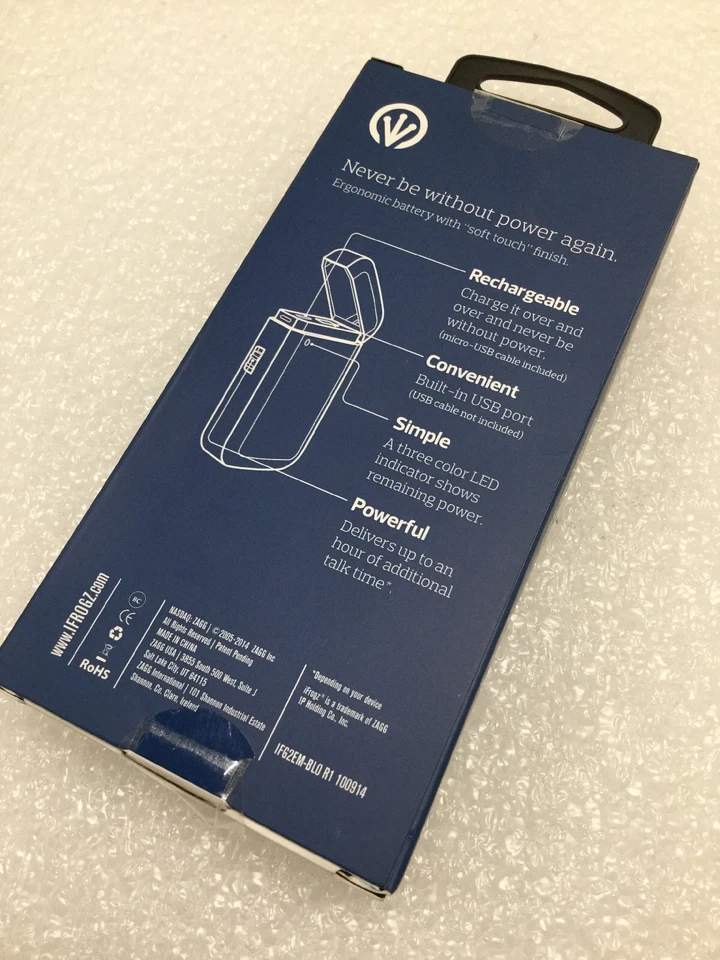 Never be without power again.
Ergonomic battery with "soft touch" finish.
Rechargeable
Charge it over and
over and never be
without power.
(micro-USB cable included)
Convenient
Built-in USB port
(USB cable not included)
Simple
A three color LED
indicator shows
remaining power.
Powerful
Delivers up to an
hour of additional
talk time*.
www.IFROGZ.com
RoHS
RC
CE
NASDAQ: ZAGG | © 2005-2014 ZAGG Inc
All Rights Reserved | Patent Pending
MADE IN CHINA
ZAGG USA | 3855 South 500 West, Suite J
Salt Lake City, UT 84115
ZAGG International | 101 Shannon Industrial Estate
Shannon, Co. Clare, Ireland
*Depending on your device
iFrogz® is a trademark of ZAGG
IP Holding Co. Inc.
IFG2EM-BL0 R1 100914